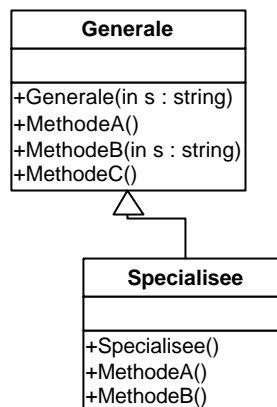 Generale
+Generale(in s : string)
+MethodeA()
+MethodeB(in s : string)
+MethodeC()
Specialisee
+Specialisee()
+MethodeA()
+MethodeB()